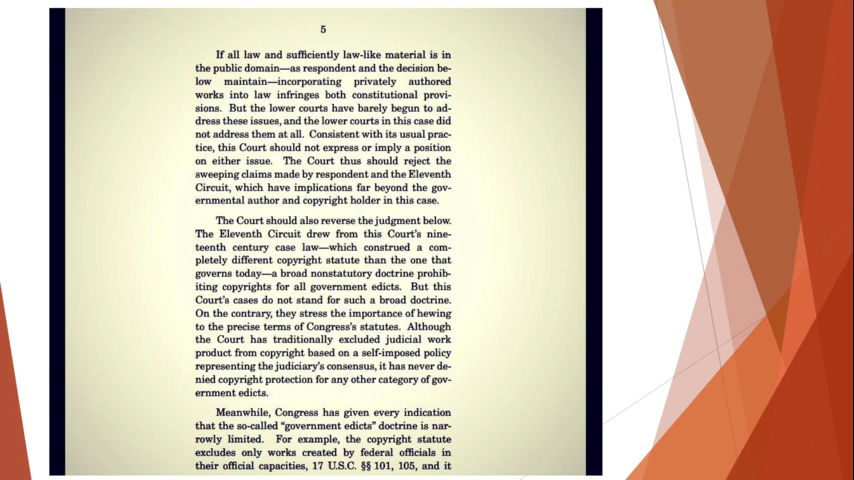 5
If all law and sufficiently law-like material is in
the public domain—as respondent and the decision be-
low maintain—incorporating privately authored
works into law infringes both constitutional provi-
sions. But the lower courts have barely begun to ad-
dress these issues, and the lower courts in this case did
not address them at all. Consistent with its usual prac-
tice, this Court should not express or imply a position
on either issue. The Court thus should reject the
sweeping claims made by respondent and the Eleventh
Circuit, which have implications far beyond the gov-
ernmental author and copyright holder in this case.
The Court should also reverse the judgment below.
The Eleventh Circuit drew from this Court's nine-
teenth century case law—which construed a com-
pletely different copyright statute than the one that
governs today—a broad nonstatutory doctrine prohib-
iting copyrights for all government edicts. But this
Court's cases do not stand for such a broad doctrine.
On the contrary, they stress the importance of hewing
to the precise terms of Congress's statutes. Although
the Court has traditionally excluded judicial work
product from copyright based on a self-imposed policy
representing the judiciary's consensus, it has never de-
nied copyright protection for any other category of gov-
ernment edicts.
Meanwhile, Congress has given every indication
that the so-called "government edicts" doctrine is nar-
rowly limited. For example, the copyright statute
excludes only works created by federal officials in
their official capacities, 17 U.S.C. §§ 101, 105, and it